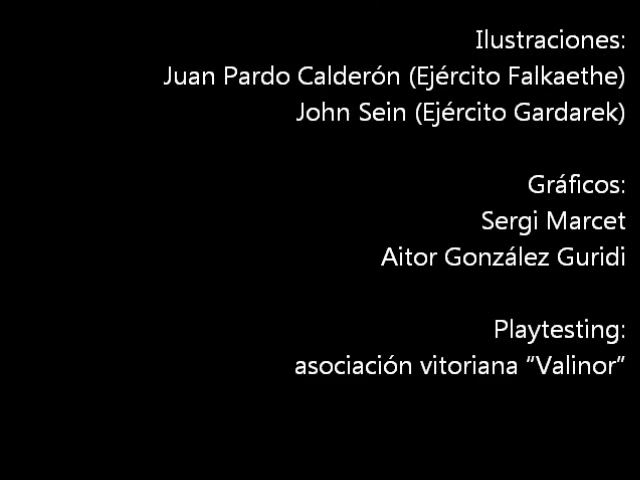 Ilustraciones:
Juan Pardo Calderón (Ejército Falkaethe)
John Sein (Ejército Gardarek)
Gráficos:
Sergi Marcet
Aitor González Guridi
Playtesting:
asociación vitoriana “Valinor”